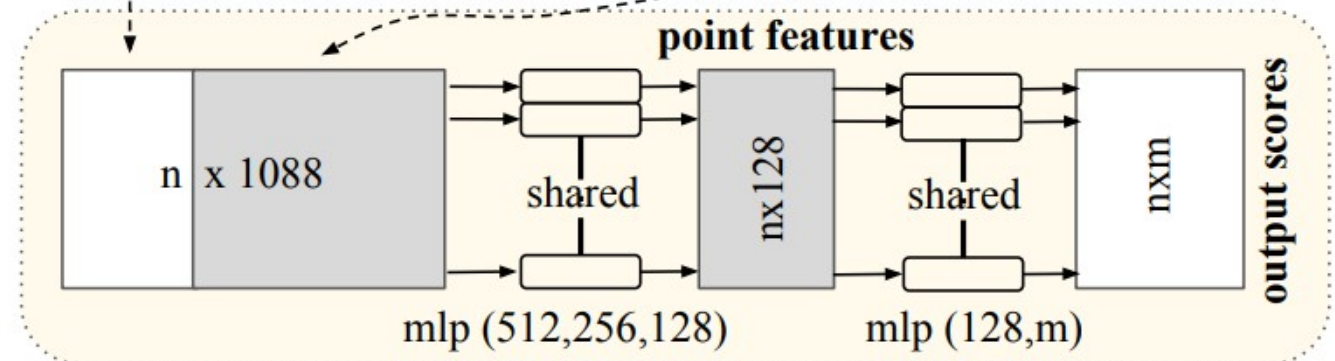 point features
n x 1088
shared
nx128
shared
nxm
output scores
mlp (512,256,128)
mlp (128,m)